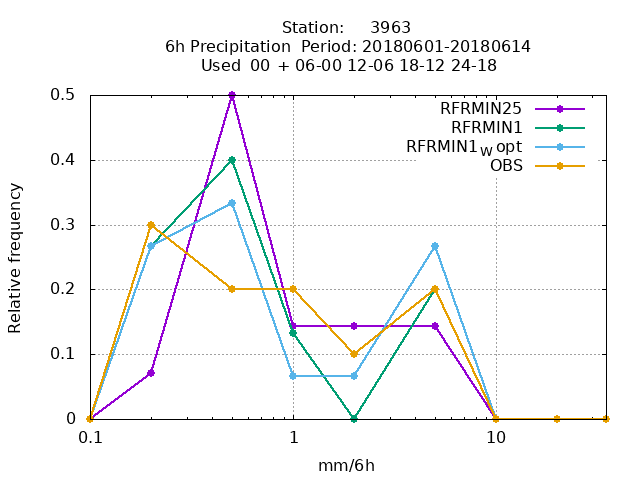 Station: 3963
6h Precipitation Period: 20180601-20180614
Used 00 + 06-00 12-06 18-12 24-18
RFRMIN25
RFRMIN1
RFRMIN1W opt
OBS
0.5
0.4
0.3
0.2
0.1
0
Relative frequency
0.1 1 10
mm/6h